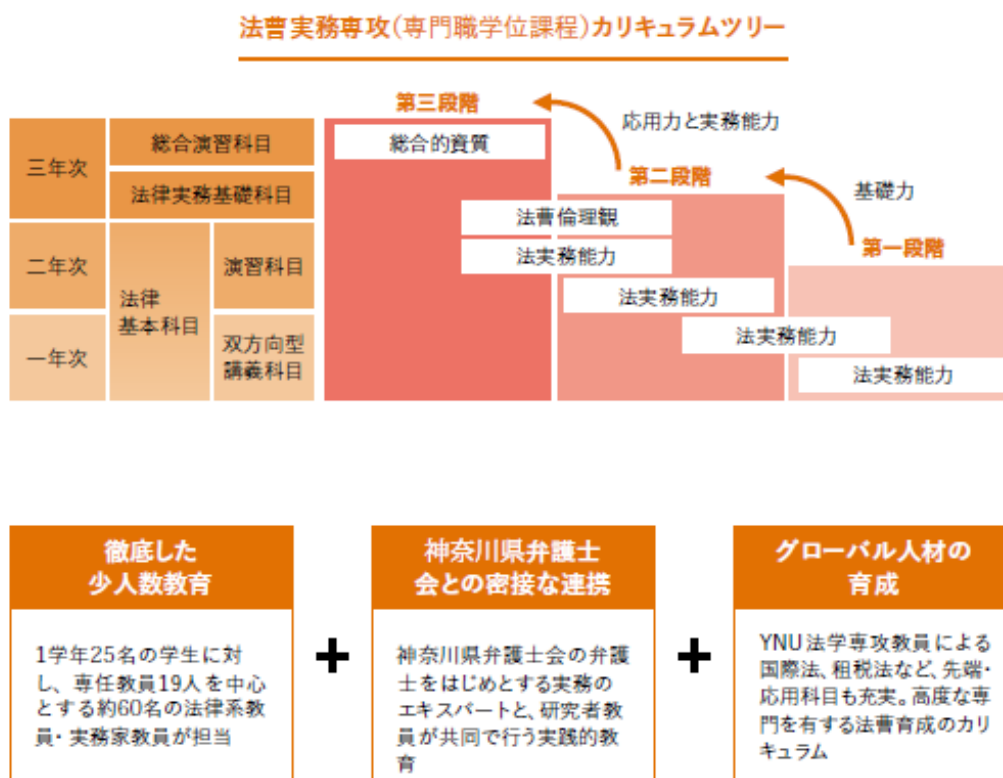 法曹実務専攻(専門職学位課程)カリキュラムツリー
第三段階
応用力と実務能力
三年次
総合演習科目
総合的資質
法律実務基礎科目
第二段階
基礎力
法曹倫理観
第一段階
二年次
演習科目
法実務能力
法律
基本科目
法実務能力
一年次
双方向型
講義科目
法実務能力
法実務能力
徹底した
少人数教育
1学年25名の学生に対
し、専任教員19人を中心
とする約60名の法律系教
員・実務家教員が担当
+
神奈川県弁護士
会との密接な連携
神奈川県弁護士会の弁護
士をはじめとする実務の
エキスパートと、研究者教
員が共同で行う実践的教
育
+
グローバル人材の
育成
YNU法学専攻教員による
国際法、租税法など、先端・
応用科目も充実。高度な専
門を有する法曹育成のカリ
キュラム